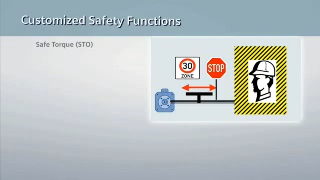 Customized Safety Functions
Safe Torque (STO)
30
ZONE
STOP